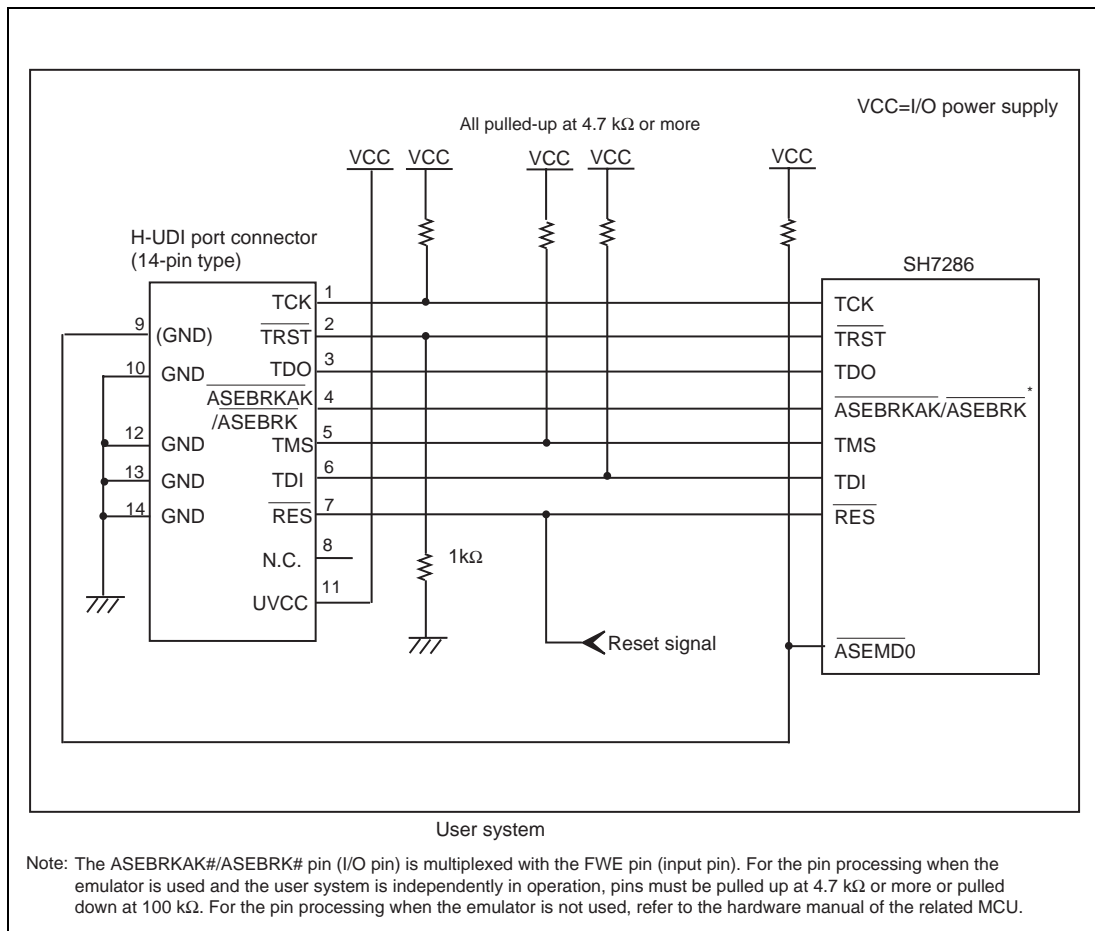 VCC=I/O power supply
All pulled-up at 4.7 kΩ or more
VCC VCC VCC VCC VCC
H-UDI port connector
(14-pin type)
SH7286
TCK 1 TCK
9 (GND) TRST 2 TRST
10 GND TDO 3 TDO
ASEBRKAK
/ASEBRK 4 ASEBRKAK/ASEBRK*
12 GND TMS 5 TMS
13 GND TDI 6 TDI
14 GND RES 7 RES
N.C. 8
1kΩ
UVCC 11
Reset signal
ASEMD0
User system
Note: The ASEBRKAK#/ASEBRK# pin (I/O pin) is multiplexed with the FWE pin (input pin). For the pin processing when the
emulator is used and the user system is independently in operation, pins must be pulled up at 4.7 kΩ or more or pulled
down at 100 kΩ. For the pin processing when the emulator is not used, refer to the hardware manual of the related MCU.